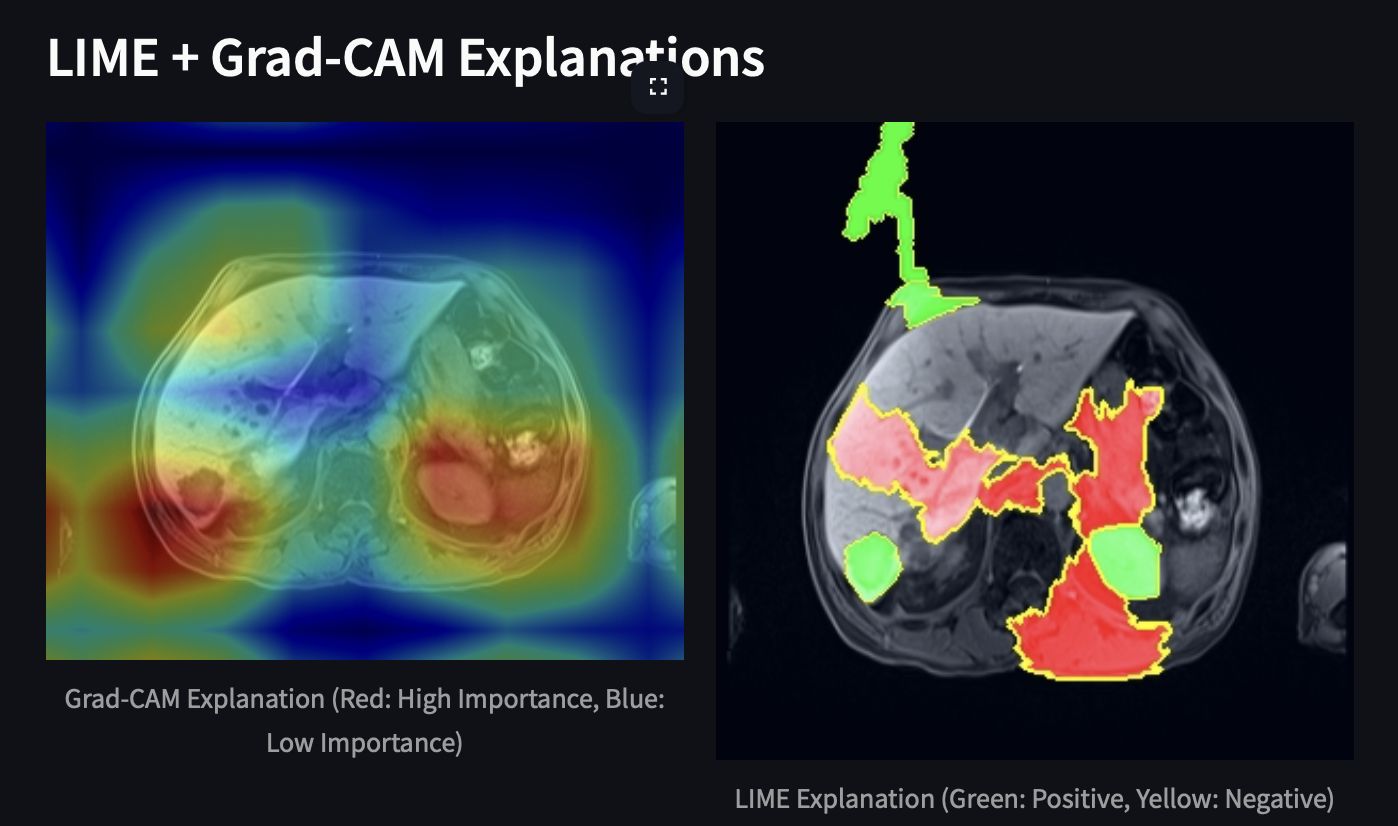 LIME + Grad-CAM Explanations
Grad-CAM Explanation (Red: High Importance, Blue:
Low Importance)
LIME Explanation (Green: Positive, Yellow: Negative)